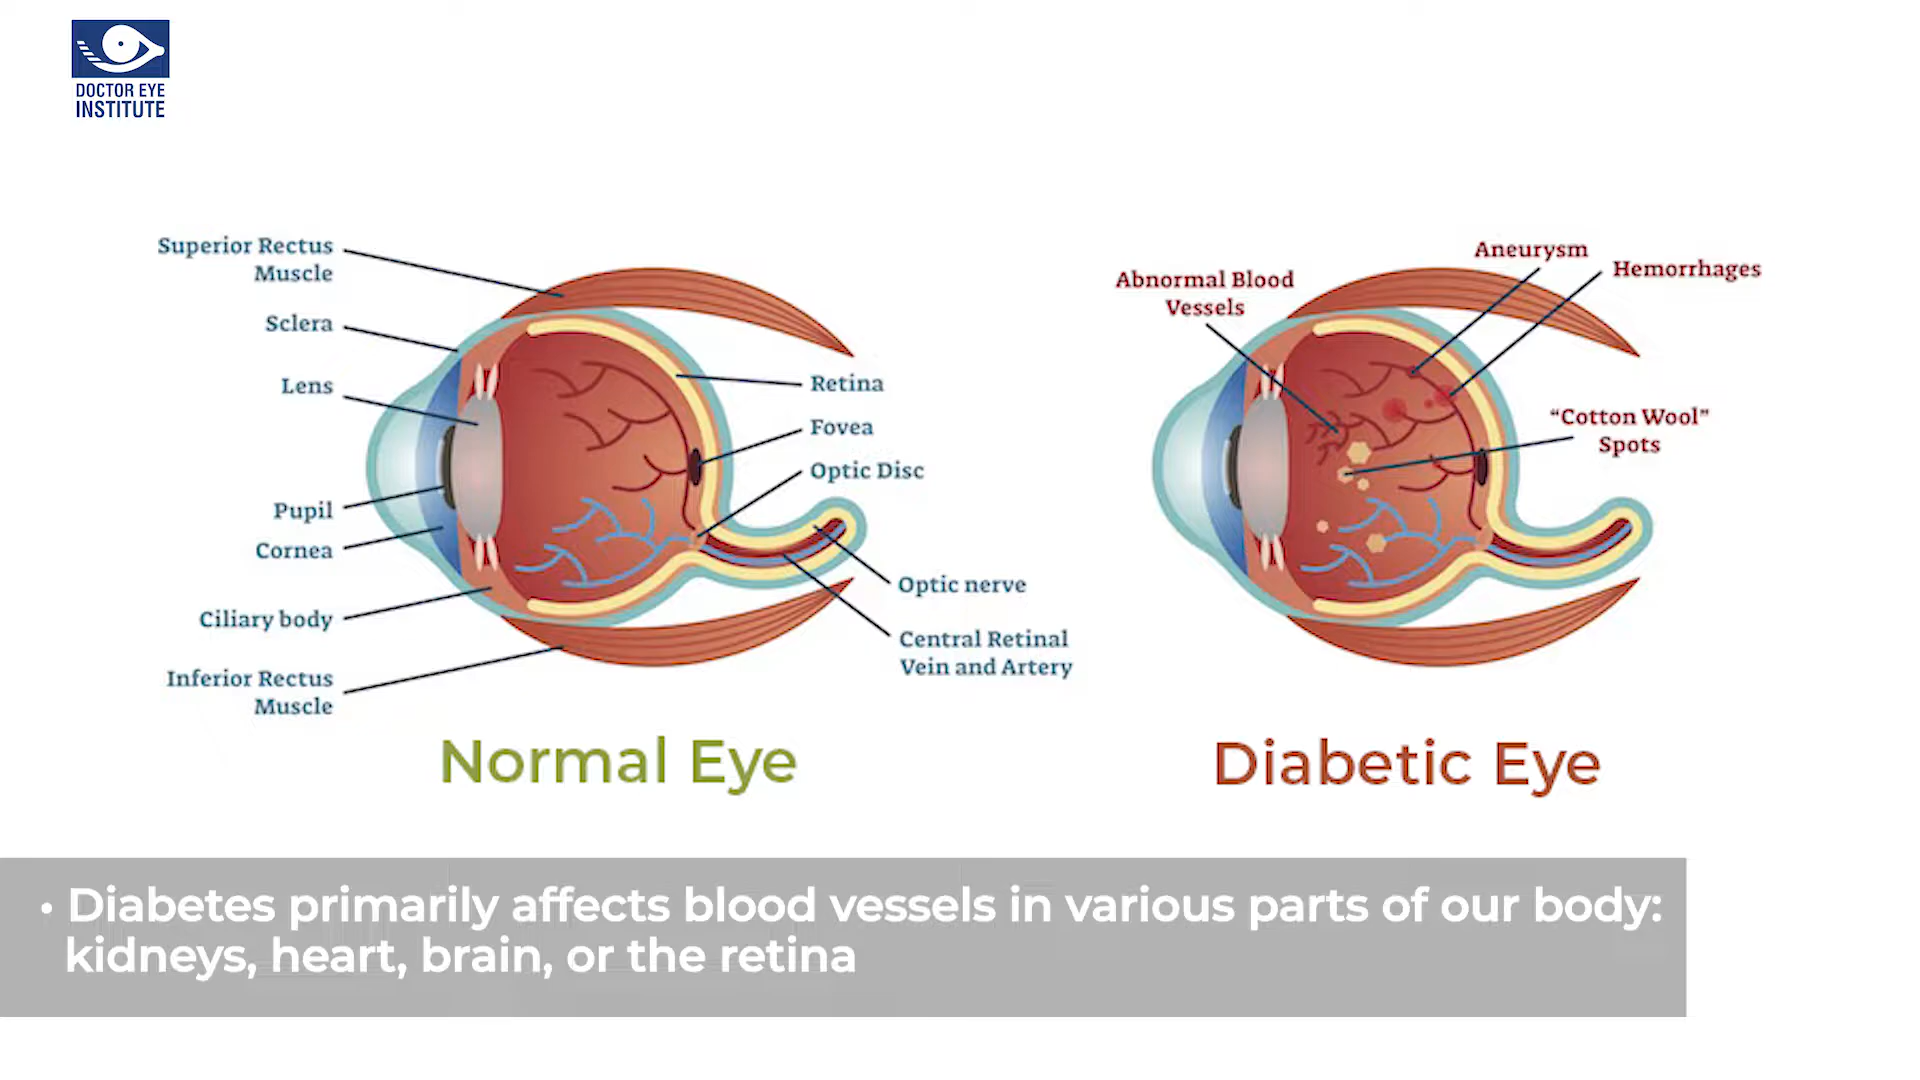 DOCTOR EYE
INSTITUTE
Superior Rectus
Muscle
Sclera
Lens
Pupil
Cornea
Ciliary body
Inferior Rectus
Muscle
Retina
Fovea
Optic Disc
Optic nerve
Central Retinal
Vein and Artery
Normal Eye
Abnormal Blood
Vessels
Aneurysm
Hemorrhages
“Cotton Wool”
Spots
Diabetic Eye
• Diabetes primarily affects blood vessels in various parts of our body:
kidneys, heart, brain, or the retina